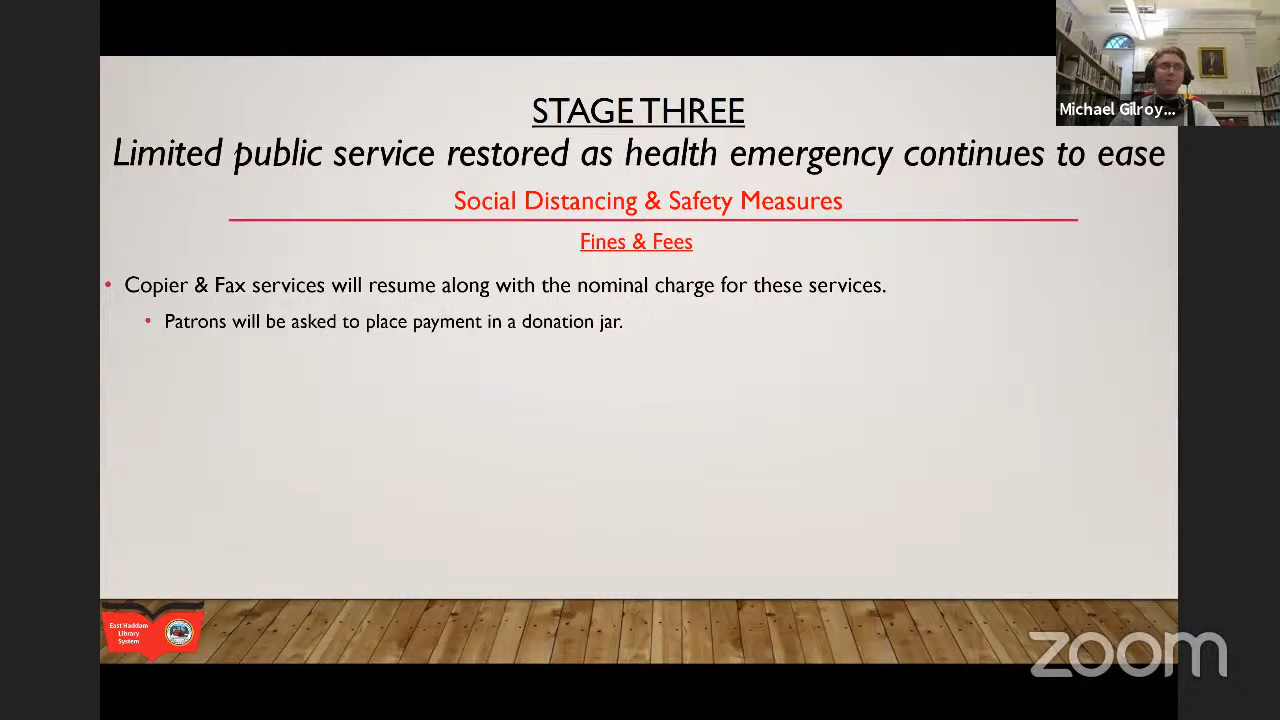 STAGE THREE
Limited public service restored as health emergency continues to ease
Social Distancing & Safety Measures
Fines & Fees
• Copier & Fax services will resume along with the nominal charge for these services.
• Patrons will be asked to place payment in a donation jar.
Michael Gilroy...
East Haddam
Library
System
zoom